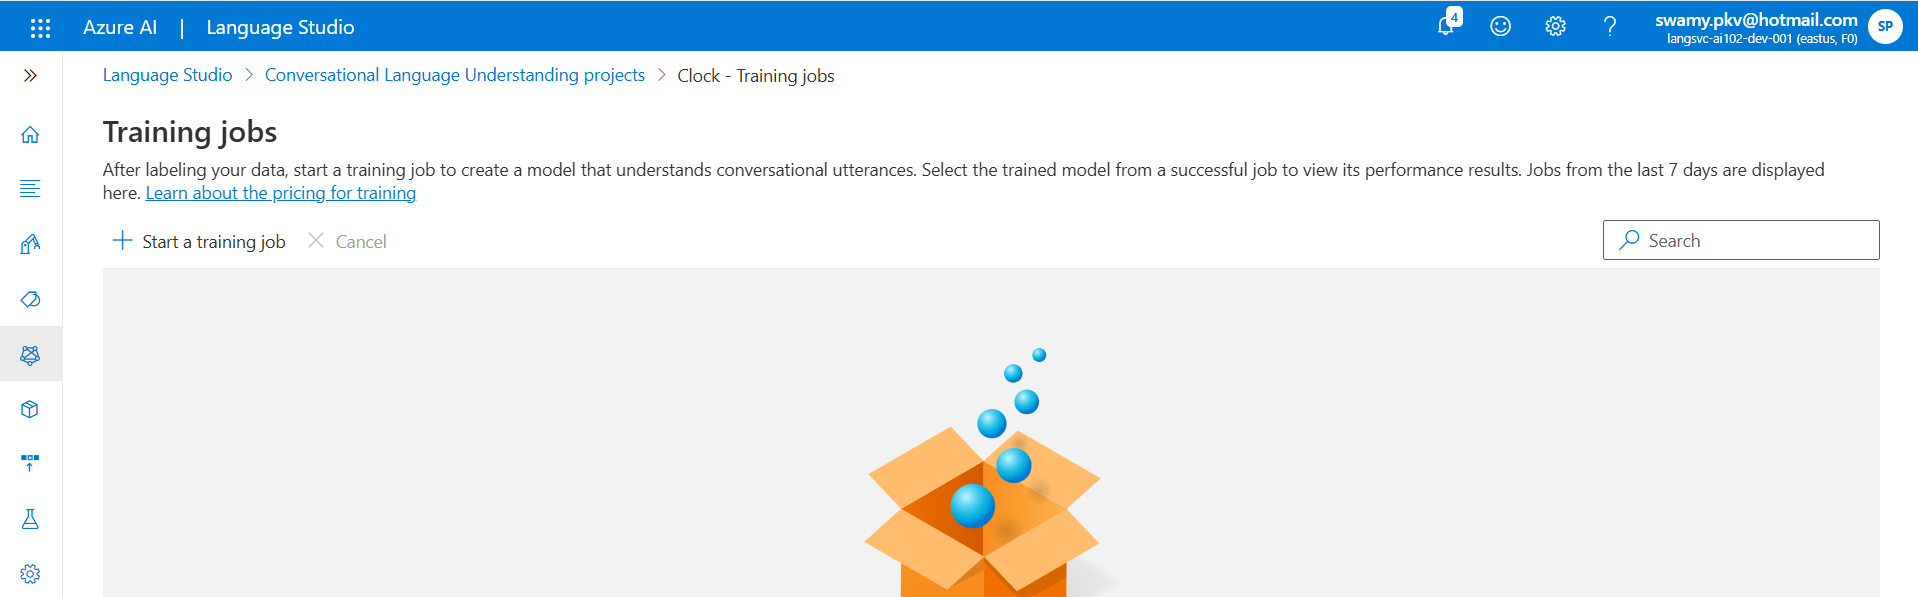 Azure AI | Language Studio
4
swamy.pkv@hotmail.com
langsvc-ai102-dev-001 (eastus, F0)
SP
Language Studio > Conversational Language Understanding projects > Clock - Training jobs
Training jobs
After labeling your data, start a training job to create a model that understands conversational utterances. Select the trained model from a successful job to view its performance results. Jobs from the last 7 days are displayed
here. Learn about the pricing for training
Start a training job Cancel
Search